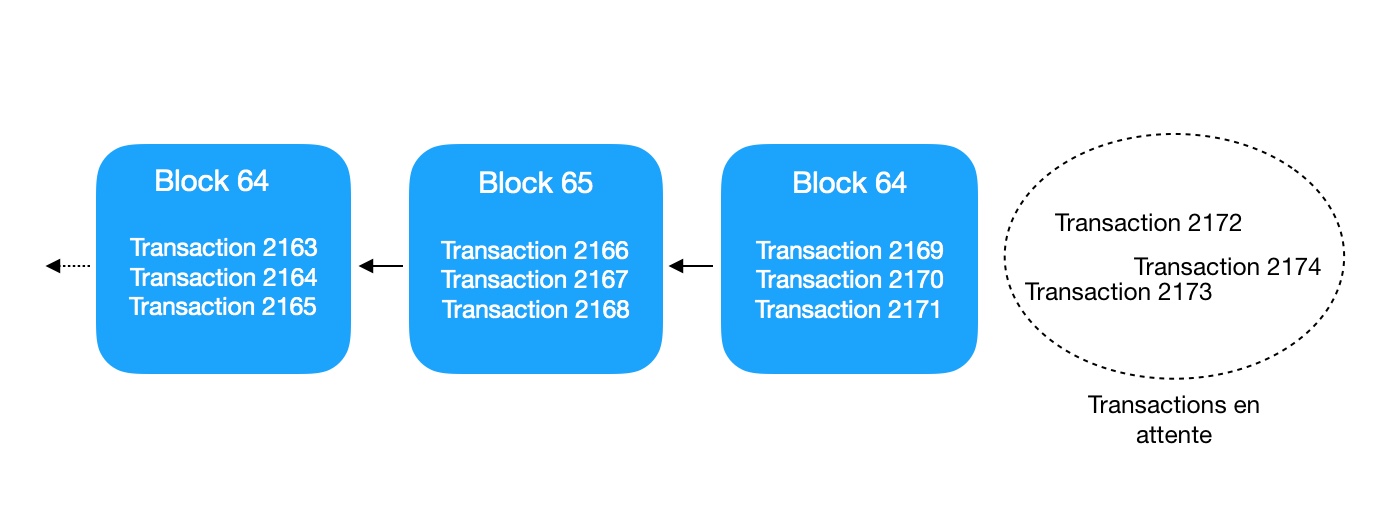 Block 64
Transaction 2163
Transaction 2164
Transaction 2165
Block 65
Transaction 2166
Transaction 2167
Transaction 2168
Block 64
Transaction 2169
Transaction 2170
Transaction 2171
Transaction 2172
Transaction 2174
Transaction 2173
Transactions en
attente